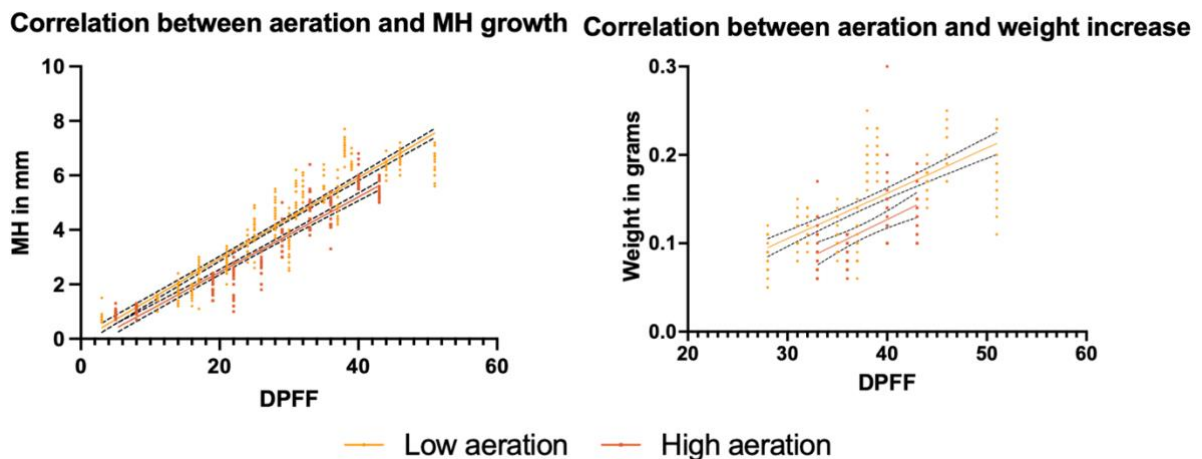 Correlation between aeration and MH growth
10
8
6
4
2
0
MH in mm
0 20 40 60
DPFF
Correlation between aeration and weight increase
0.3
0.2
0.1
0.0
Weight in grams
20 30 40 50 60
DPFF
Low aeration High aeration